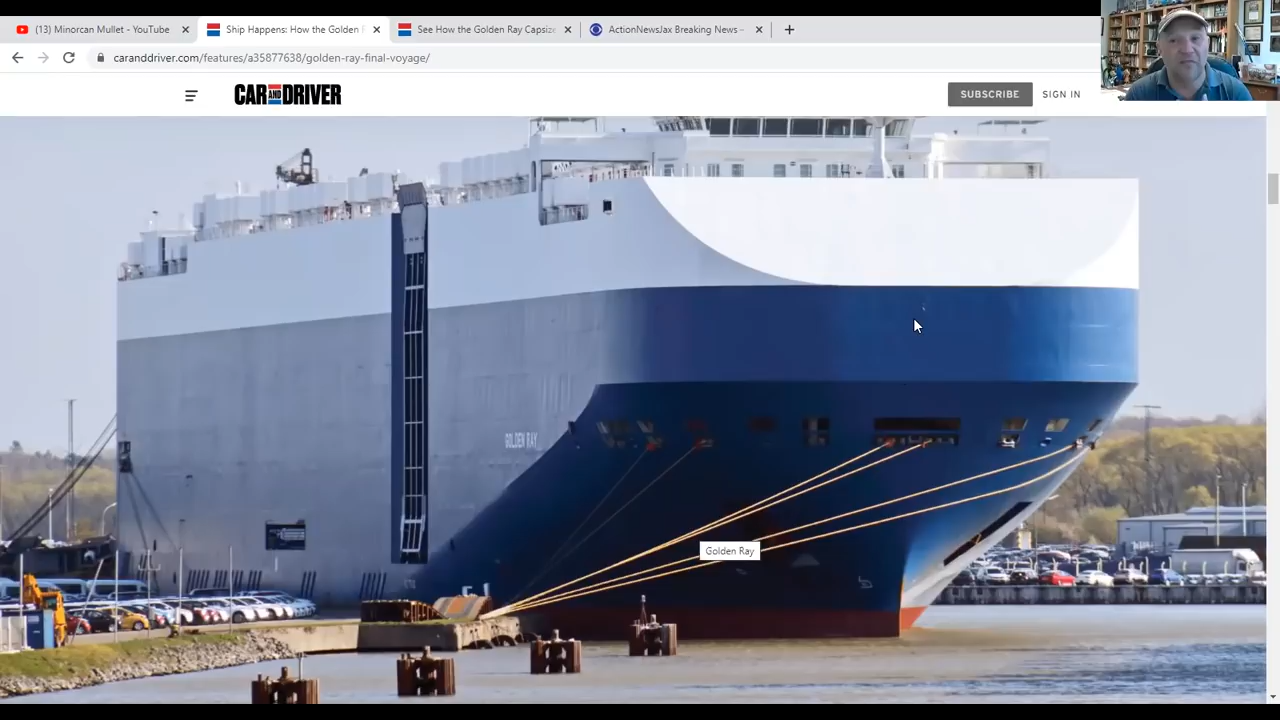 (13) Minorcan Mullet - YouTube
Ship Happens: How the Golden
See How the Golden Ray Capsize
ActionNewsJax Breaking News –
caranddriver.com/features/a35877638/golden-ray-final-voyage/
CAR AND DRIVER
SUBSCRIBE
SIGN IN
GOLDEN RAY
Golden Ray